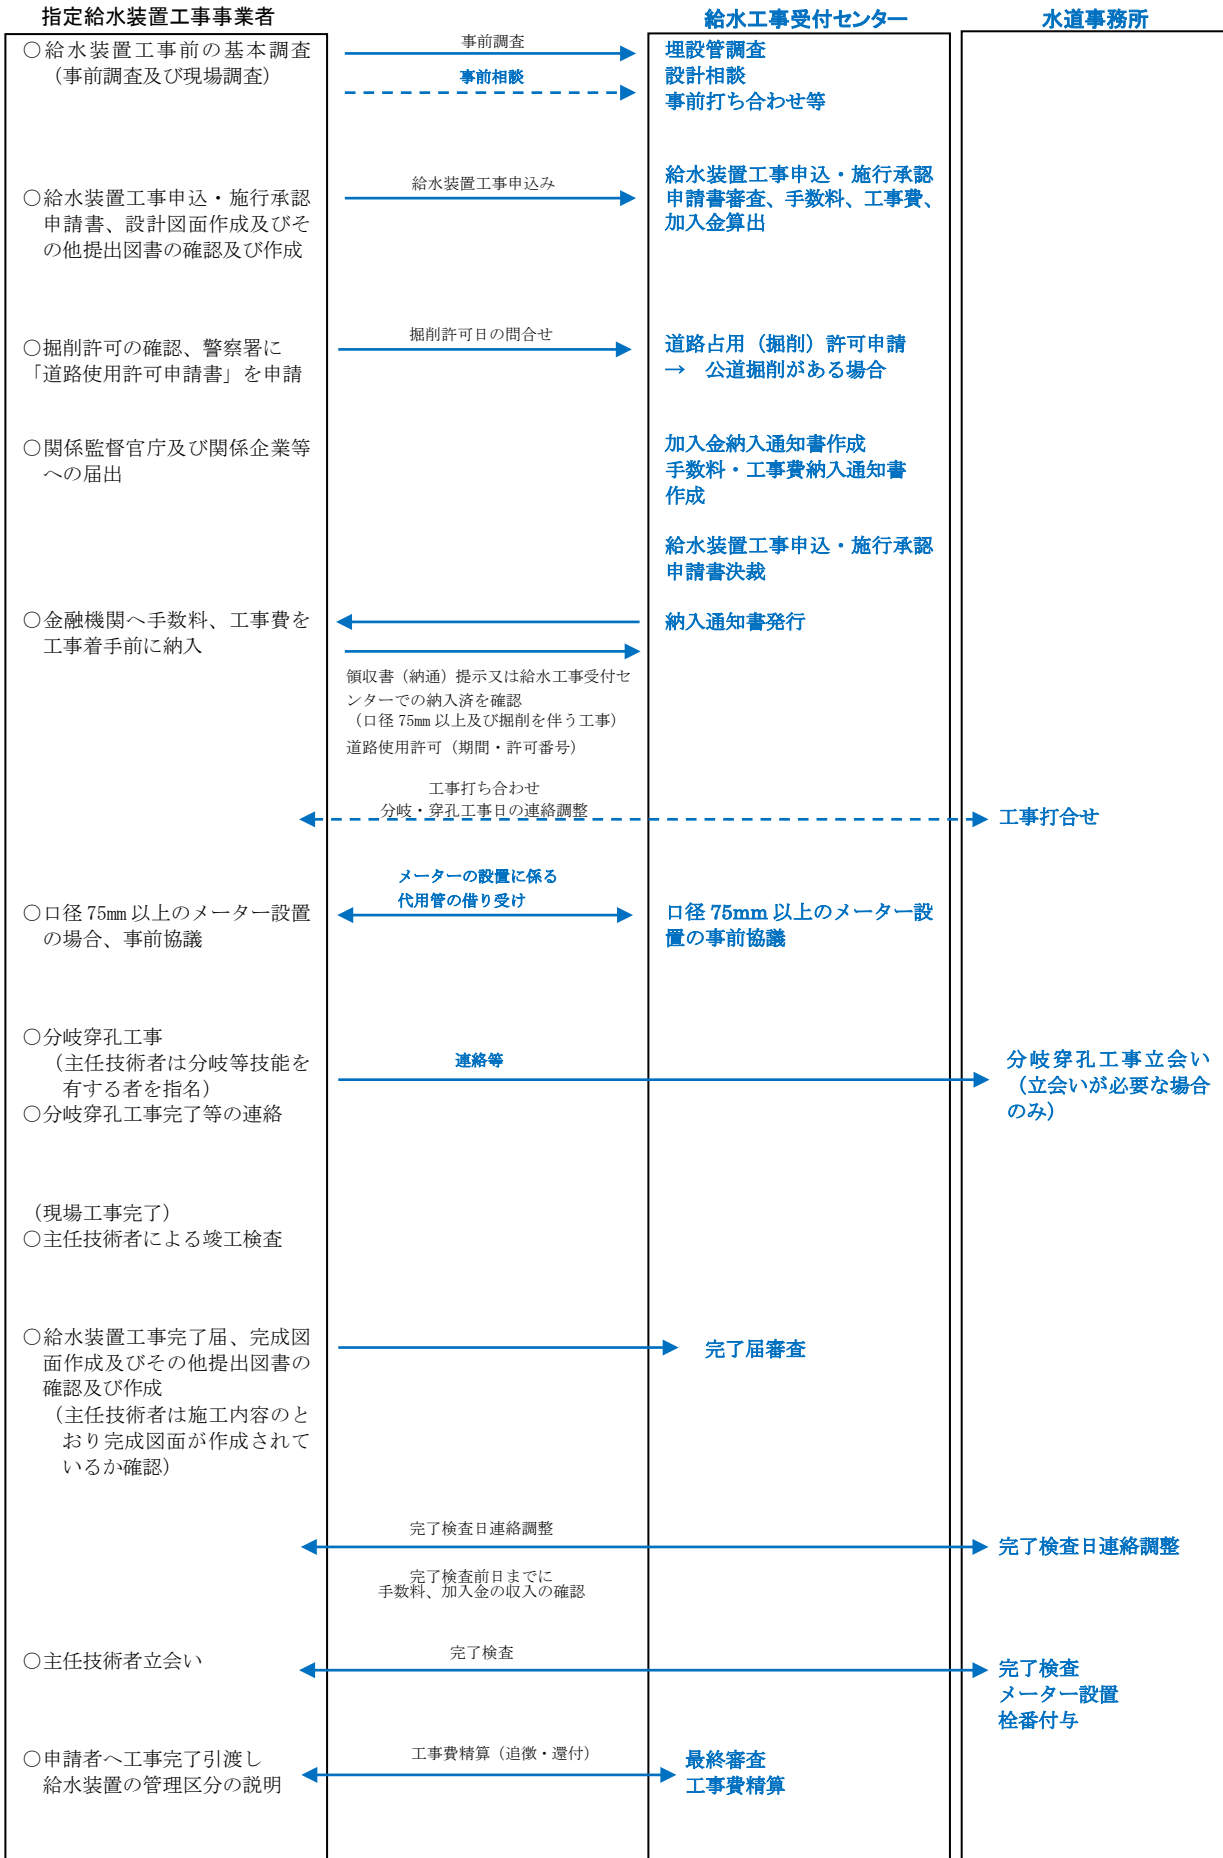 指定給水装置工事事業者
給水工事受付センター
水道事務所
○給水装置工事前の基本調査
（事前調査及び現場調査）
事前調査
事前相談
埋設管調査
設計相談
事前打ち合わせ等
○給水装置工事申込・施行承認
申請書、設計図面作成及びそ
の他提出図書の確認及び作成
給水装置工事申込み
給水装置工事申込・施行承認
申請書審査、手数料、工事費、
加入金算出
○掘削許可の確認、警察署に
「道路使用許可申請書」を申請
掘削許可日の問合せ
道路占用（掘削）許可申請
→　公道掘削がある場合
○関係監督官庁及び関係企業等
への届出
加入金納入通知書作成
手数料・工事費納入通知書
作成
給水装置工事申込・施行承認
申請書決裁
○金融機関へ手数料、工事費を
工事着手前に納入
納入通知書発行
領収書（納通）提示又は給水工事受付セ
ンターでの納入済を確認
（口径 75㎜ 以上及び掘削を伴う工事）
道路使用許可（期間・許可番号）
工事打ち合わせ
分岐・穿孔工事日の連絡調整
工事打合せ
メーターの設置に係る
代用管の借り受け
○口径 75㎜ 以上のメーター設置
の場合、事前協議
口径 75mm 以上のメーター設
置の事前協議
○分岐穿孔工事
（主任技術者は分岐等技能を
有する者を指名）
○分岐穿孔工事完了等の連絡
連絡等
分岐穿孔工事立会い
（立会いが必要な場合
のみ）
（現場工事完了）
○主任技術者による竣工検査
○給水装置工事完了届、完成図
面作成及びその他提出図書の
確認及び作成
（主任技術者は施工内容のと
おり完成図面が作成されて
いるか確認）
完了届審査
完了検査日連絡調整
完了検査日連絡調整
完了検査前日までに
手数料、加入金の収入の確認
○主任技術者立会い
完了検査
完了検査
メーター設置
栓番付与
○申請者へ工事完了引渡し
給水装置の管理区分の説明
工事費精算（追徴・還付）
最終審査
工事費精算